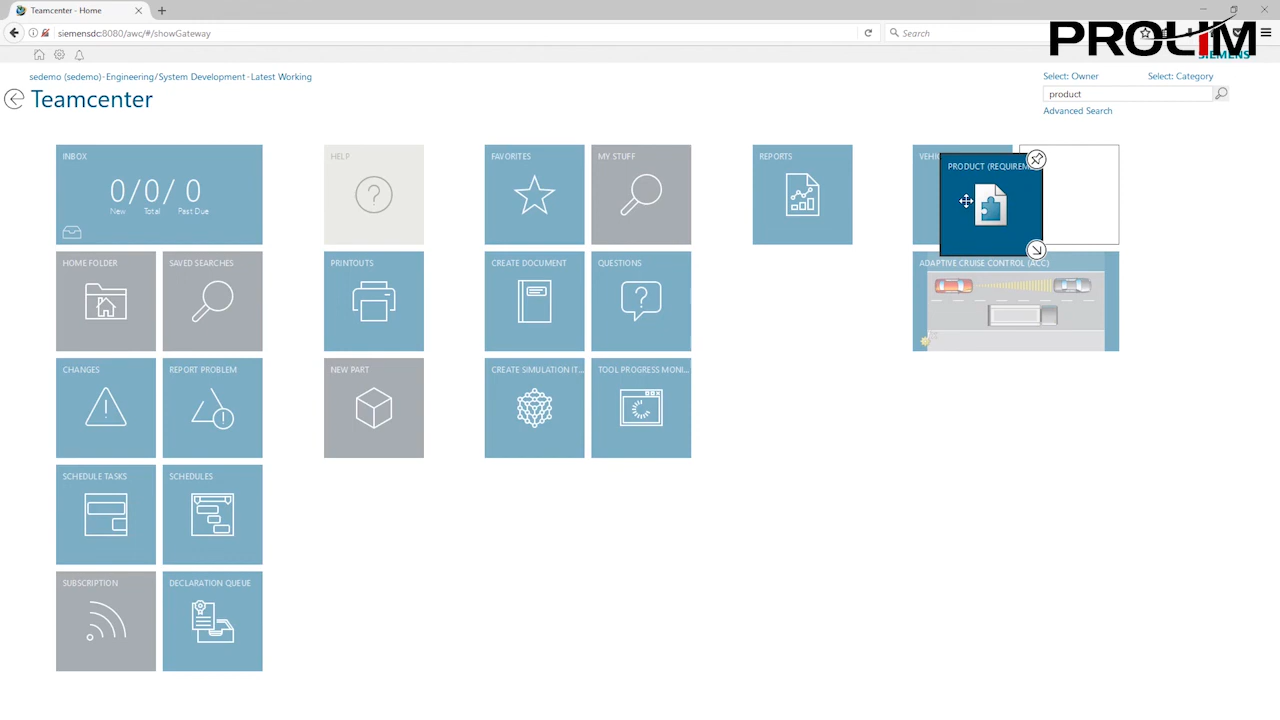 Teamcenter - Home
siemensdc:8080/awc/#/showGateway
Search
PROLIM
SIEMENS
sedemo (sedemo) · Engineering/System Development · Latest Working
Select: Owner
Select: Category
Teamcenter
product
Advanced Search
INBOX
0/0/ 0
New Total Past Due
HELP
FAVORITES
MY STUFF
REPORTS
PRODUCT (REQUIREM
HOME FOLDER
SAVED SEARCHES
PRINTOUTS
CREATE DOCUMENT
QUESTIONS
ADAPTIVE CRUISE CONTROL (ACC)
CHANGES
REPORT PROBLEM
NEW PART
CREATE SIMULATION IT...
TOOL PROGRESS MONI...
SCHEDULE TASKS
SCHEDULES
SUBSCRIPTION
DECLARATION QUEUE